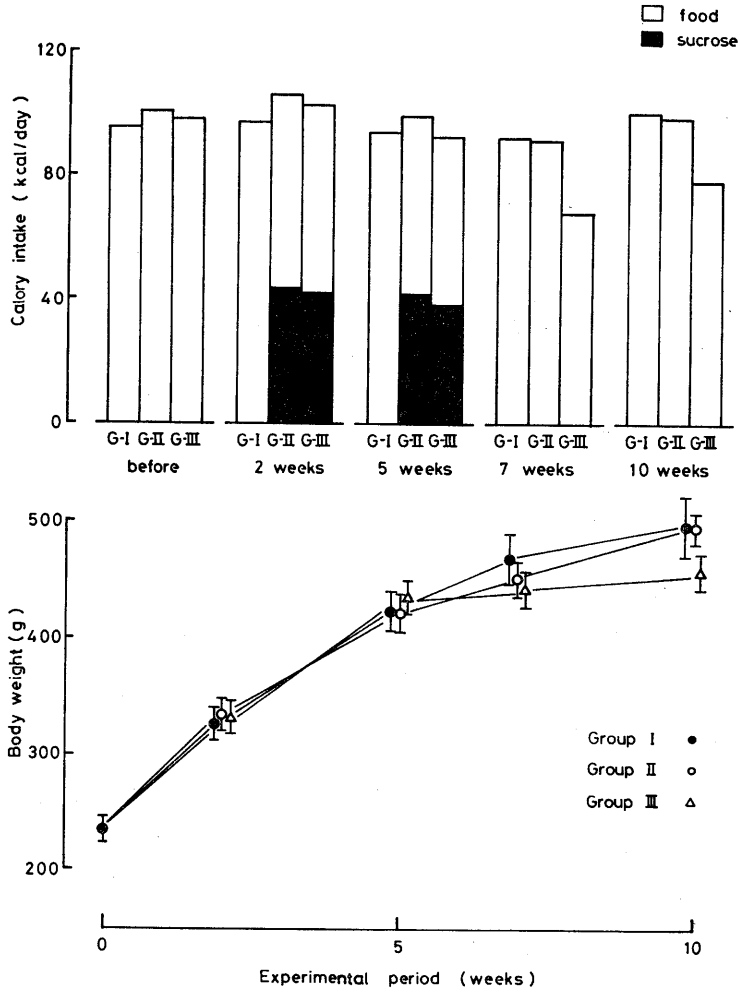 food
sucrose
120
80
40
0
Calory intake ( kcal/day )
G-I G-II G-III G-I G-II G-III G-I G-II G-III G-I G-II G-III G-I G-II G-III
before 2 weeks 5 weeks 7 weeks 10 weeks
500
400
300
200
Body weight (g)
Group I
Group II
Group III
0 5 10
Experimental period (weeks)